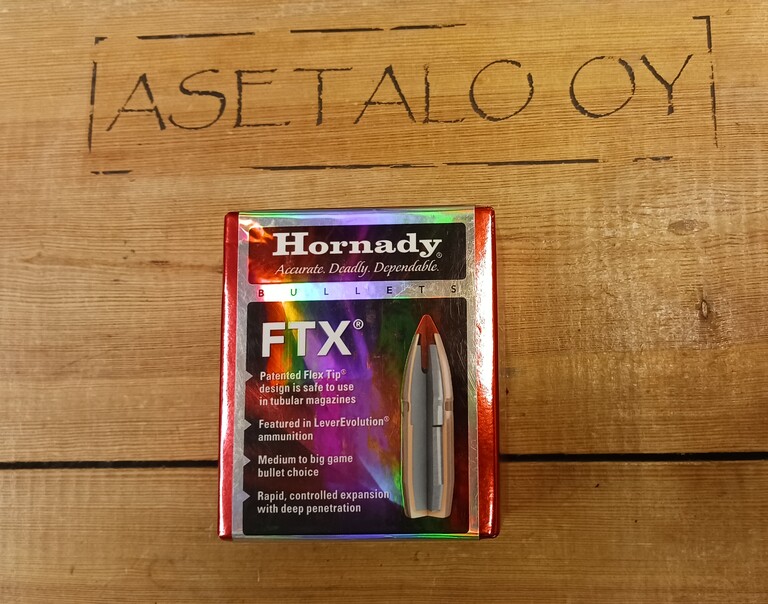 ASETALO OY
Hornady®
Accurate. Deadly. Dependable.
BULLETS
FTX®
Patented Flex Tip®
design is safe to use
in tubular magazines
Featured in LeverEvolution®
ammunition
Medium to big game
bullet choice
Rapid, controlled expansion
with deep penetration